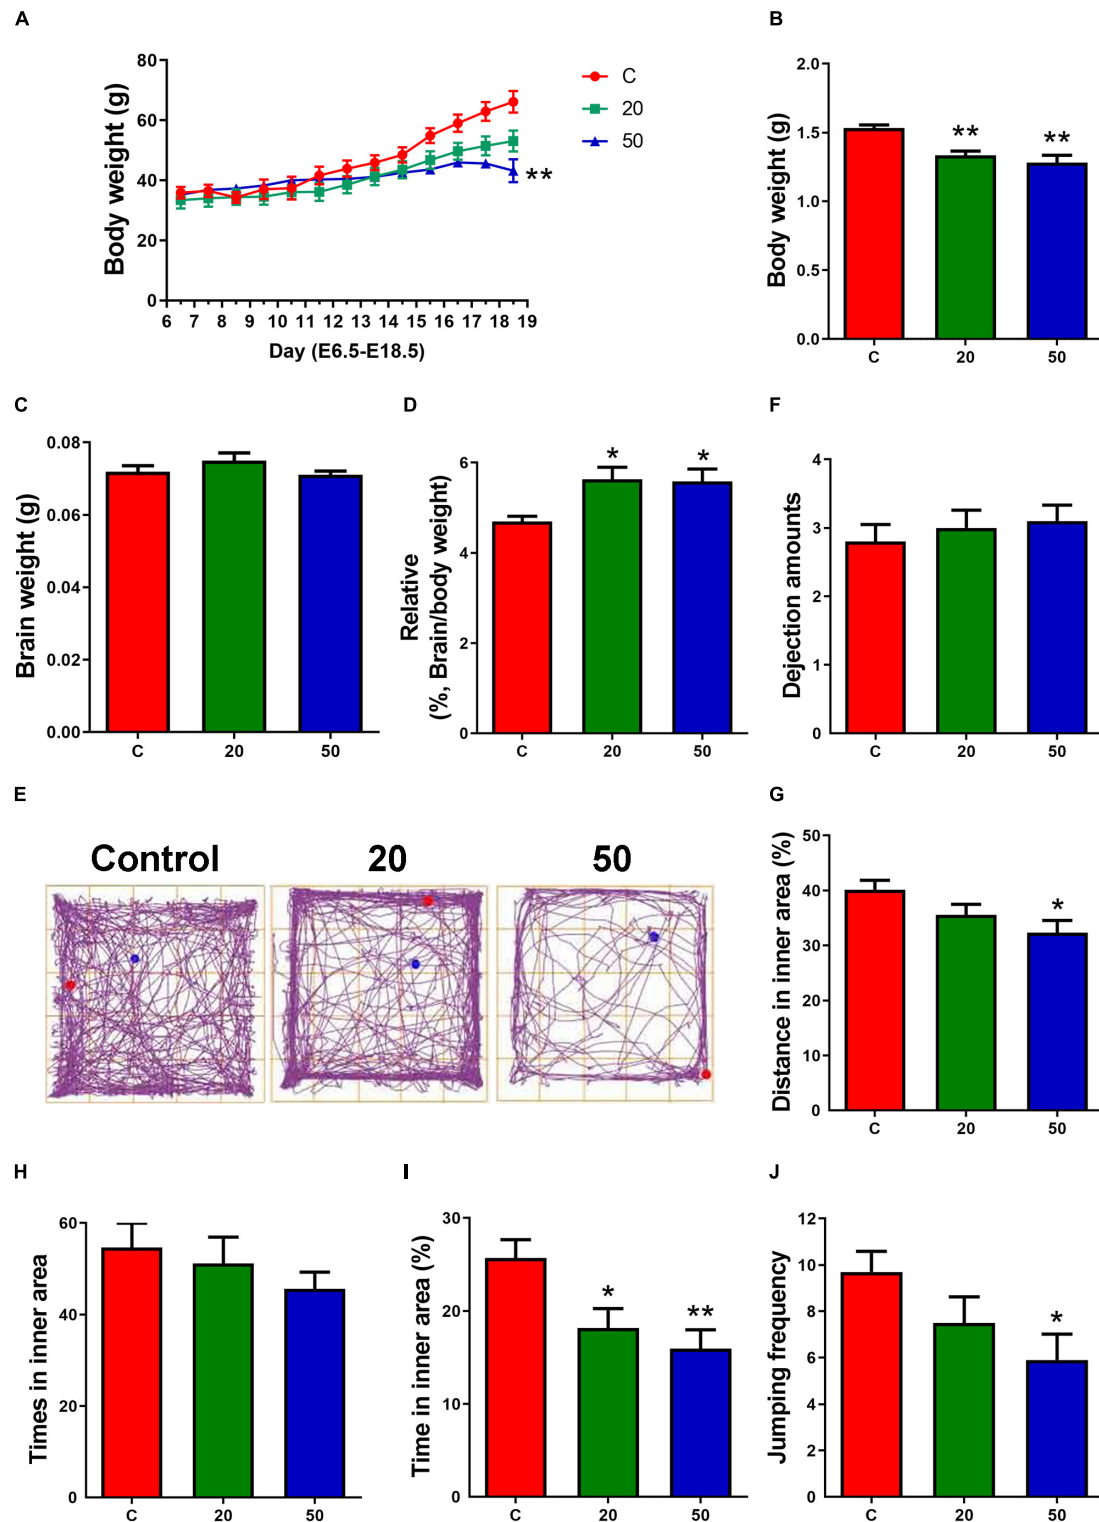 A
Body weight (g)
80
60
40
20
0
6 7 8 9 10 11 12 13 14 15 16 17 18 19
Day (E6.5-E18.5)
C
20
50
**
B
Body weight (g)
2.0
1.5
1.0
0.5
0.0
** **
C 20 50
C
Brain weight (g)
0.08
0.06
0.04
0.02
0.00
C 20 50
D
Relative
(%, Brain/body weight)
6
4
2
0
* *
C 20 50
F
Dejection amounts
4
3
2
1
0
C 20 50
E
Control 20 50
G
Distance in inner area (%)
50
40
30
20
10
0
*
C 20 50
H
Times in inner area
60
40
20
0
C 20 50
I
Time in inner area (%)
30
20
10
0
* **
C 20 50
J
Jumping frequency
12
10
8
6
4
2
0
*
C 20 50